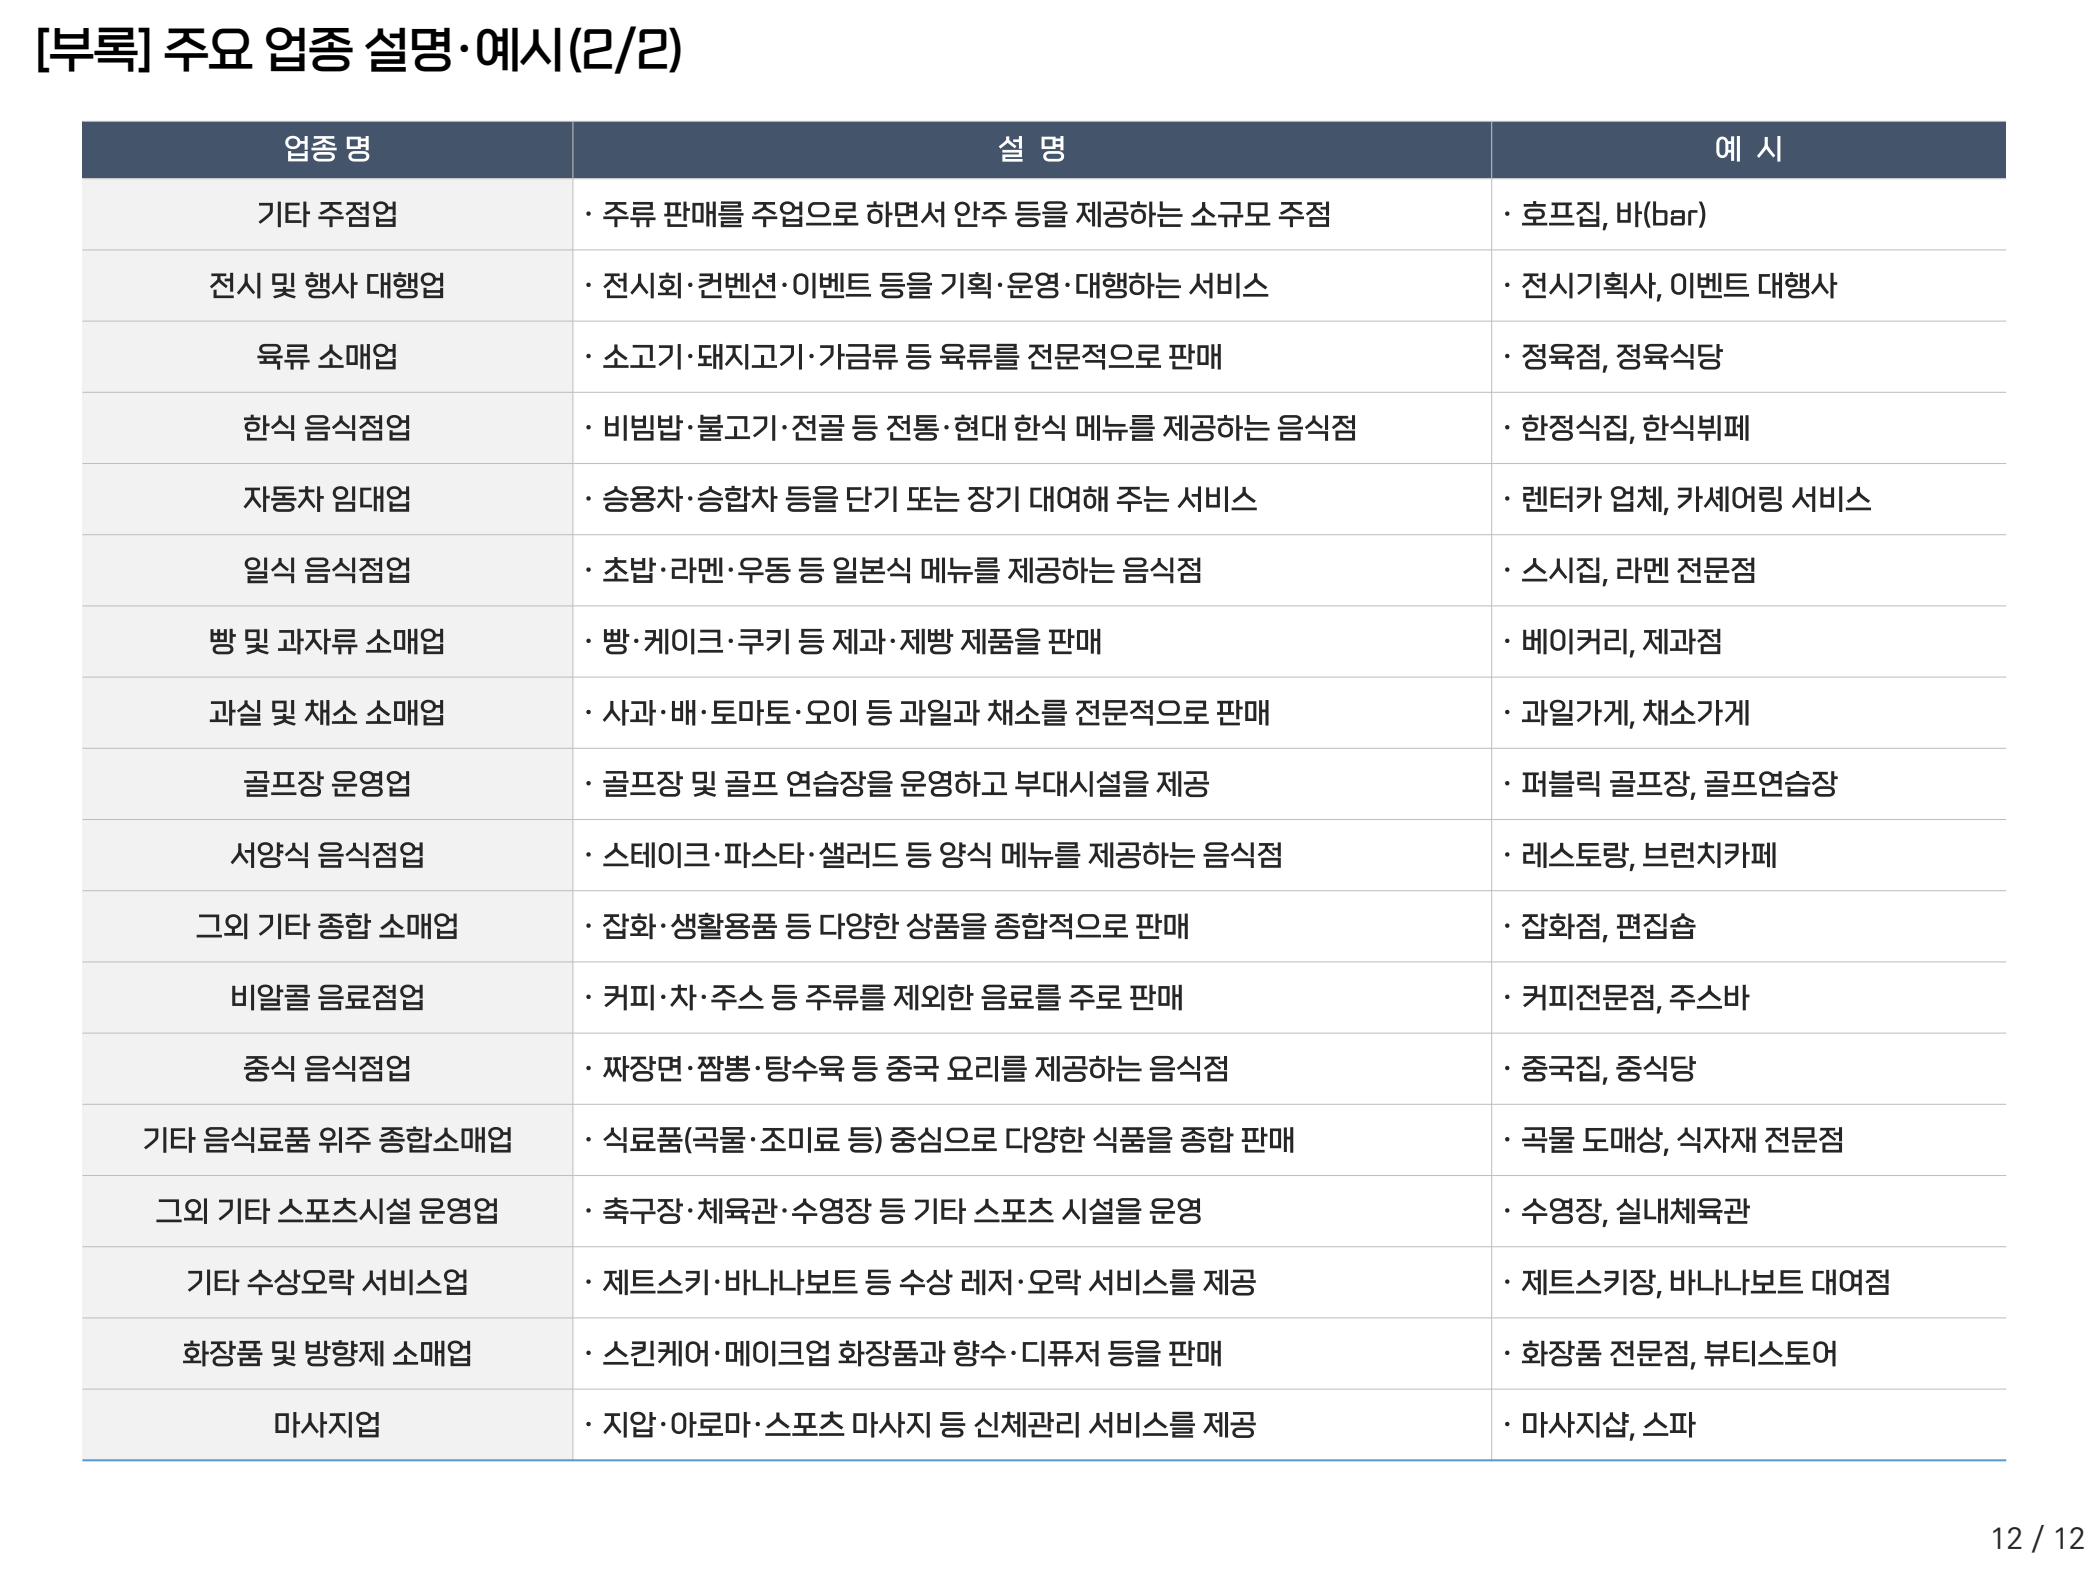 [부록] 주요 업종 설명·예시(2/2)
업종 명 설 명 예 시
기타 주점업 · 주류 판매를 주업으로 하면서 안주 등을 제공하는 소규모 주점 · 호프집, 바(bar)
전시 및 행사 대행업 · 전시회·컨벤션·이벤트 등을 기획·운영·대행하는 서비스 · 전시기획사, 이벤트 대행사
육류 소매업 · 소고기·돼지고기·가금류 등 육류를 전문적으로 판매 · 정육점, 정육식당
한식 음식점업 · 비빔밥·불고기·전골 등 전통·현대 한식 메뉴를 제공하는 음식점 · 한정식집, 한식뷔페
자동차 임대업 · 승용차·승합차 등을 단기 또는 장기 대여해 주는 서비스 · 렌터카 업체, 카셰어링 서비스
일식 음식점업 · 초밥·라멘·우동 등 일본식 메뉴를 제공하는 음식점 · 스시집, 라멘 전문점
빵 및 과자류 소매업 · 빵·케이크·쿠키 등 제과·제빵 제품을 판매 · 베이커리, 제과점
과실 및 채소 소매업 · 사과·배·토마토·오이 등 과일과 채소를 전문적으로 판매 · 과일가게, 채소가게
골프장 운영업 · 골프장 및 골프 연습장을 운영하고 부대시설을 제공 · 퍼블릭 골프장, 골프연습장
서양식 음식점업 · 스테이크·파스타·샐러드 등 양식 메뉴를 제공하는 음식점 · 레스토랑, 브런치카페
그외 기타 종합 소매업 · 잡화·생활용품 등 다양한 상품을 종합적으로 판매 · 잡화점, 편집숍
비알콜 음료점업 · 커피·차·주스 등 주류를 제외한 음료를 주로 판매 · 커피전문점, 주스바
중식 음식점업 · 짜장면·짬뽕·탕수육 등 중국 요리를 제공하는 음식점 · 중국집, 중식당
기타 음식료품 위주 종합소매업 · 식료품(곡물·조미료 등) 중심으로 다양한 식품을 종합 판매 · 곡물 도매상, 식자재 전문점
그외 기타 스포츠시설 운영업 · 축구장·체육관·수영장 등 기타 스포츠 시설을 운영 · 수영장, 실내체육관
기타 수상오락 서비스업 · 제트스키·바나나보트 등 수상 레저·오락 서비스를 제공 · 제트스키장, 바나나보트 대여점
화장품 및 방향제 소매업 · 스킨케어·메이크업 화장품과 향수·디퓨저 등을 판매 · 화장품 전문점, 뷰티스토어
마사지업 · 지압·아로마·스포츠 마사지 등 신체관리 서비스를 제공 · 마사지샵, 스파
12 / 12